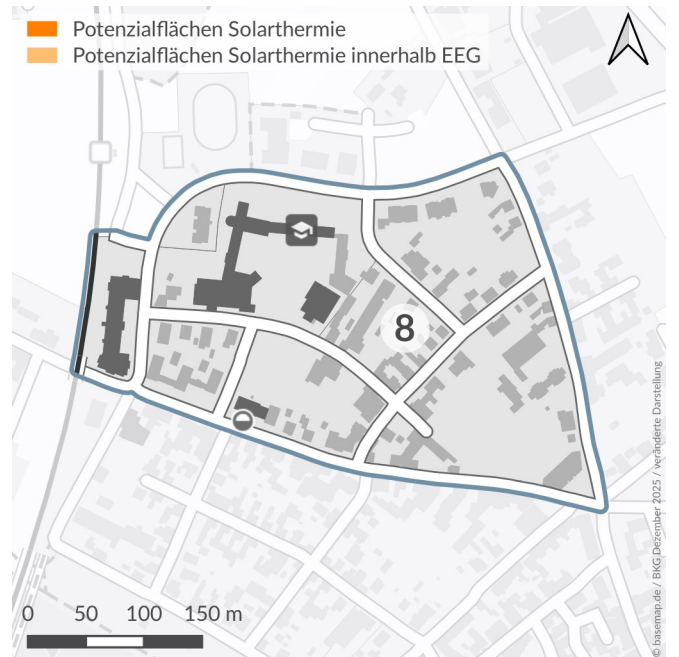 Potenzialflächen Solarthermie
Potenzialflächen Solarthermie innerhalb EEG
8
0 50 100 150 m
© basemap.de / BKG Dezember 2025 / veränderte Darstellung